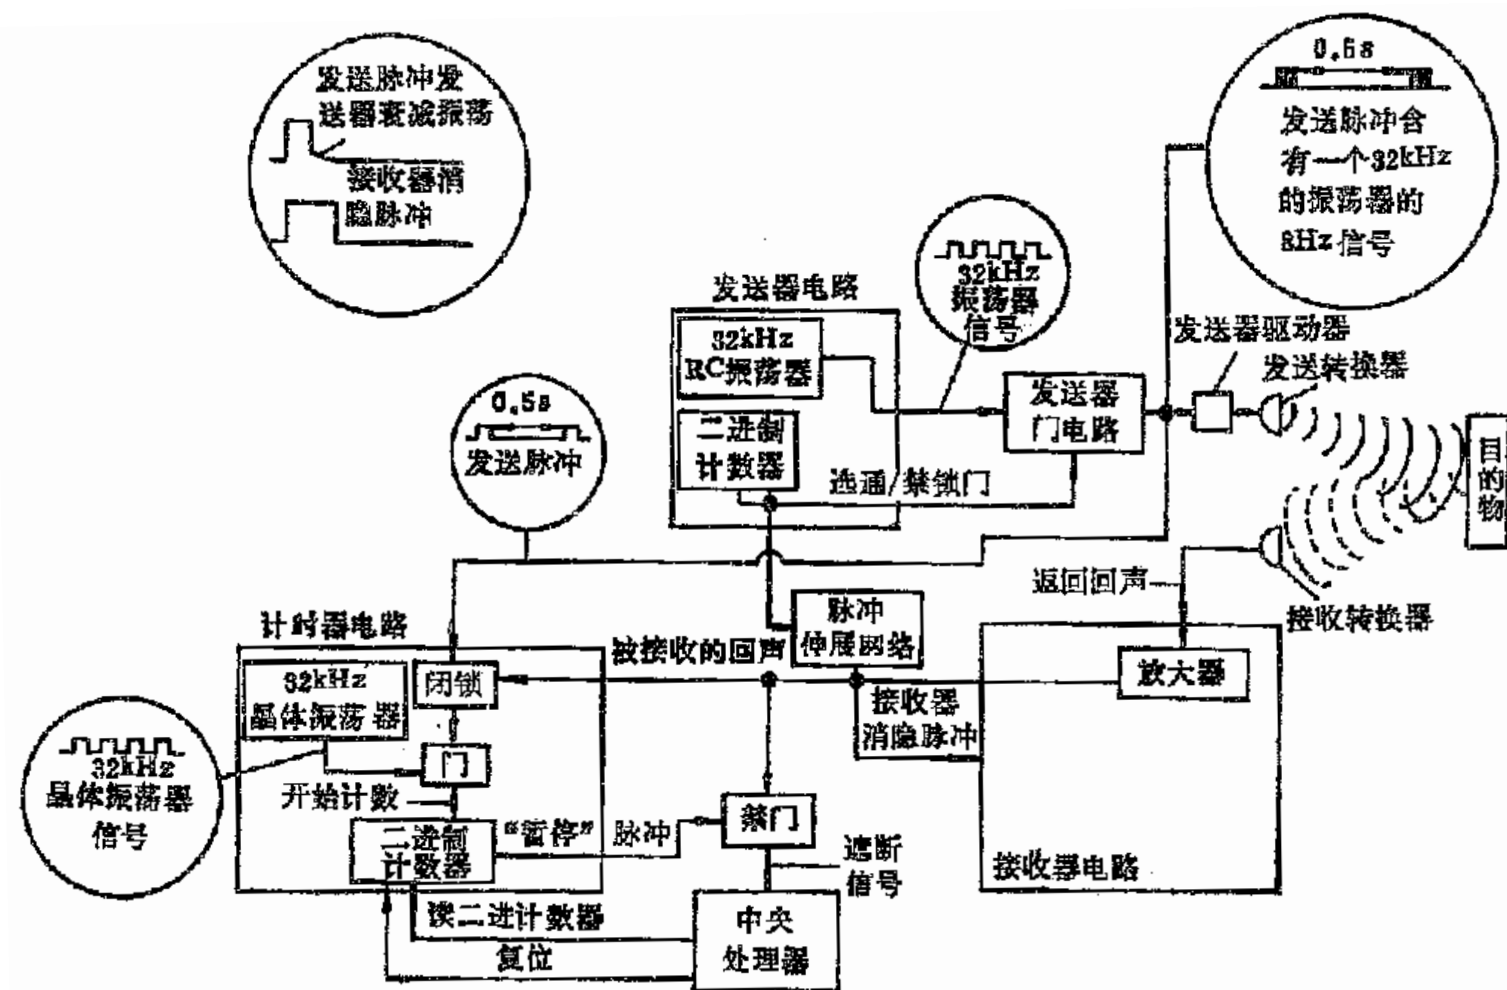 发送脉冲发
送器衰减振荡
接收器消
隐脉冲
0.5s
发送脉冲含
有一个32kHz
的振荡器的
8Hz信号
32kHz
振荡器
信号
发送器电路
32kHz
RC振荡器
二进制
计数器
选通/禁锁门
发送器
门电路
发送器驱动器
发送转换器
目
的
物
0.5s
发送脉冲
返回回声
接收转换器
脉冲
伸展网络
计时器电路
被接收的回声
32kHz
晶体振荡器
闭锁
放大器
接收器
消隐脉冲
门
32kHz
晶体振荡器
信号
开始计数
二进制
计数器
“暂停”脉冲
禁门
遮断
信号
接收器电路
读二进计数器
复位
中央
处理器